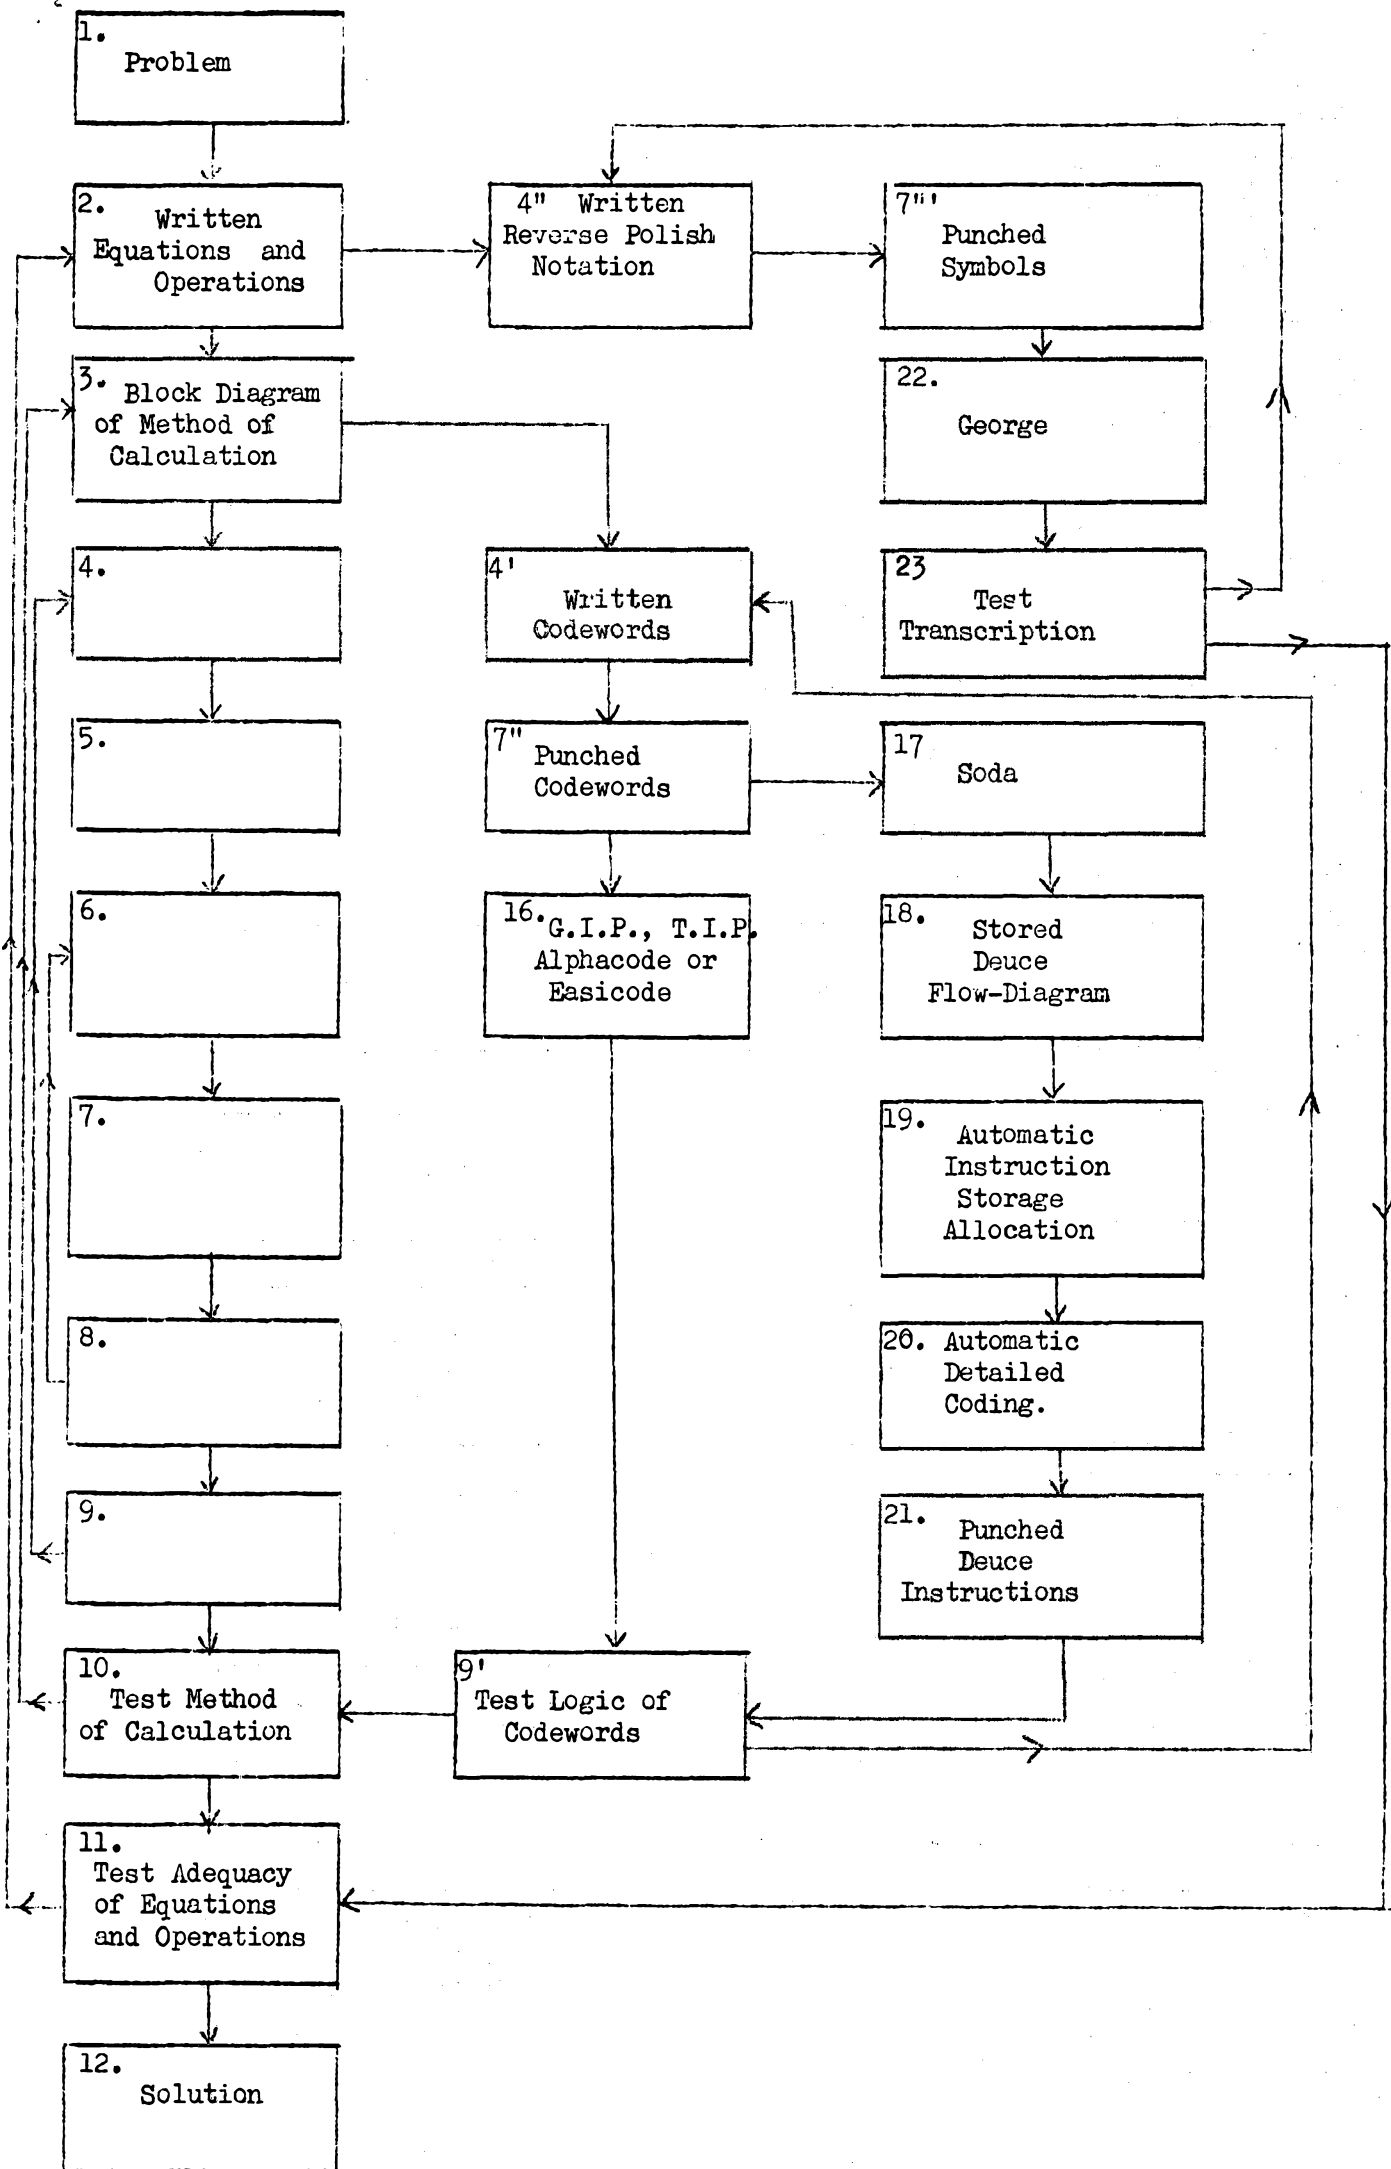 1.
Problem
2.
Written
Equations and
Operations
4" Written
Reverse Polish
Notation
7"'
Punched
Symbols
3. Block Diagram
of Method of
Calculation
22.
George
4.
4'
Written
Codewords
23
Test
Transcription
5.
7"
Punched
Codewords
17
Soda
6.
16. G.I.P., T.I.P.
Alphacode or
Easicode
18.
Stored
Deuce
Flow-Diagram
7.
19.
Automatic
Instruction
Storage
Allocation
8.
20. Automatic
Detailed
Coding.
9.
21.
Punched
Deuce
Instructions
10.
Test Method
of Calculation
9'
Test Logic of
Codewords
11.
Test Adequacy
of Equations
and Operations
12.
Solution